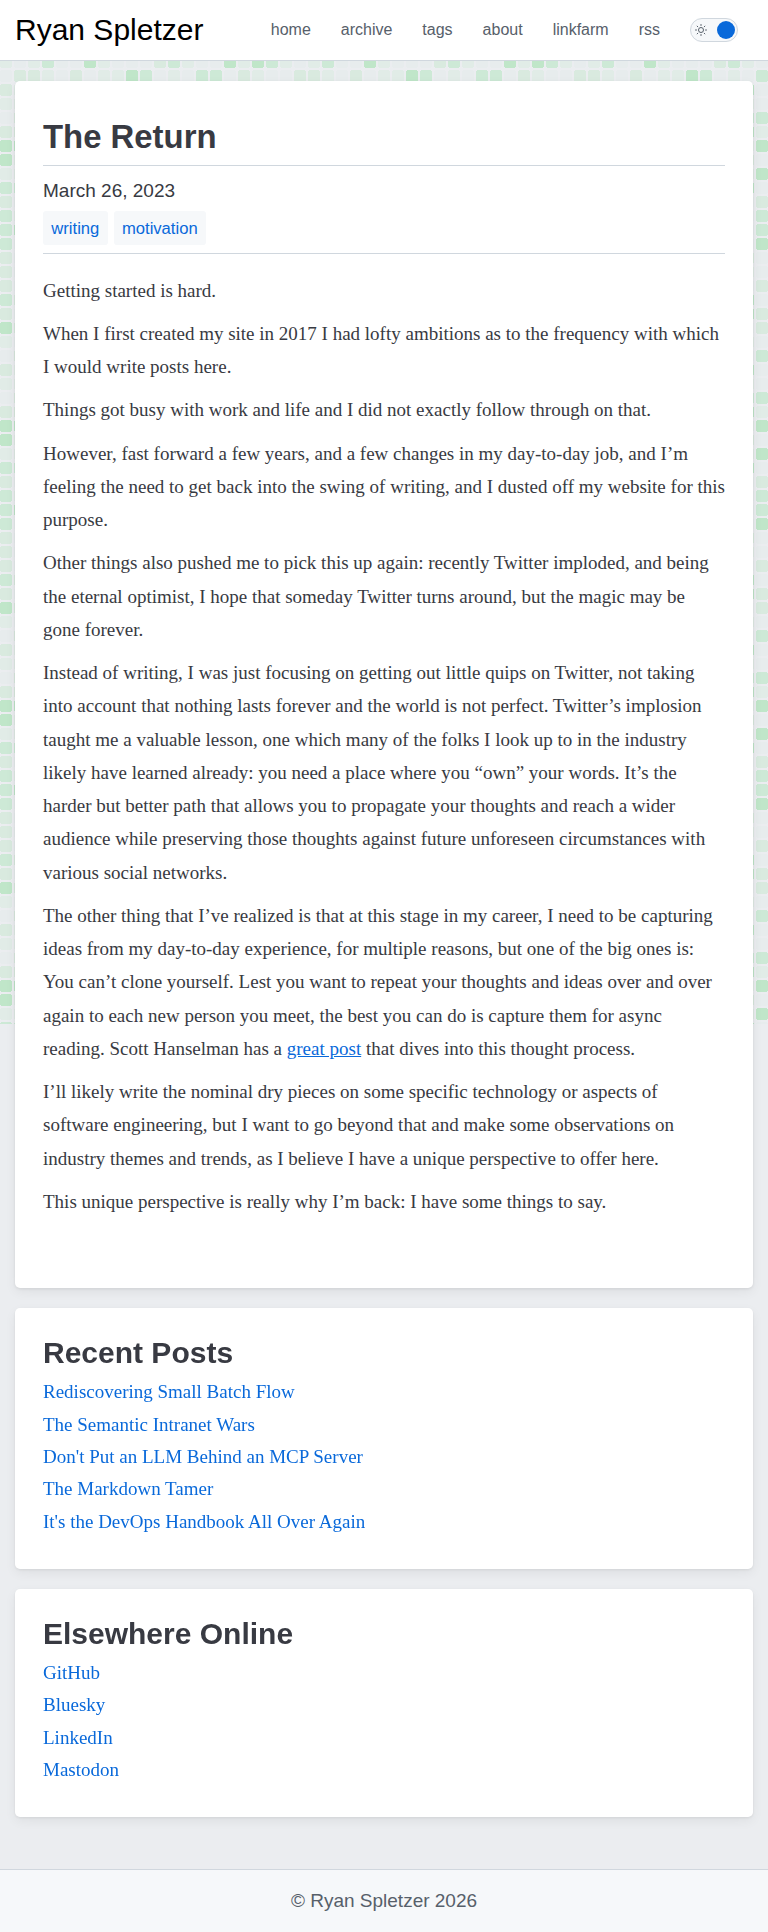 Ryan Spletzer
home archive tags about linkfarm rss
The Return
March 26, 2023
writing motivation
Getting started is hard.
When I first created my site in 2017 I had lofty ambitions as to the frequency with which
I would write posts here.
Things got busy with work and life and I did not exactly follow through on that.
However, fast forward a few years, and a few changes in my day-to-day job, and I’m
feeling the need to get back into the swing of writing, and I dusted off my website for this
purpose.
Other things also pushed me to pick this up again: recently Twitter imploded, and being
the eternal optimist, I hope that someday Twitter turns around, but the magic may be
gone forever.
Instead of writing, I was just focusing on getting out little quips on Twitter, not taking
into account that nothing lasts forever and the world is not perfect. Twitter’s implosion
taught me a valuable lesson, one which many of the folks I look up to in the industry
likely have learned already: you need a place where you “own” your words. It’s the
harder but better path that allows you to propagate your thoughts and reach a wider
audience while preserving those thoughts against future unforeseen circumstances with
various social networks.
The other thing that I’ve realized is that at this stage in my career, I need to be capturing
ideas from my day-to-day experience, for multiple reasons, but one of the big ones is:
You can’t clone yourself. Lest you want to repeat your thoughts and ideas over and over
again to each new person you meet, the best you can do is capture them for async
reading. Scott Hanselman has a great post that dives into this thought process.
I’ll likely write the nominal dry pieces on some specific technology or aspects of
software engineering, but I want to go beyond that and make some observations on
industry themes and trends, as I believe I have a unique perspective to offer here.
This unique perspective is really why I’m back: I have some things to say.
Recent Posts
Rediscovering Small Batch Flow
The Semantic Intranet Wars
Don't Put an LLM Behind an MCP Server
The Markdown Tamer
It's the DevOps Handbook All Over Again
Elsewhere Online
GitHub
Bluesky
LinkedIn
Mastodon
© Ryan Spletzer 2026